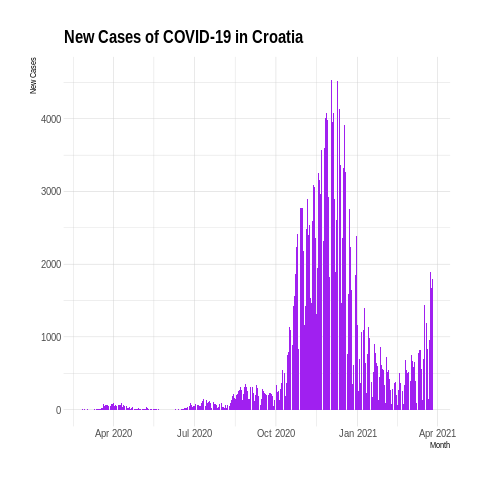 New Cases of COVID-19 in Croatia
New Cases
4000
3000
2000
1000
0
Apr 2020 Jul 2020 Oct 2020 Jan 2021 Apr 2021
Month